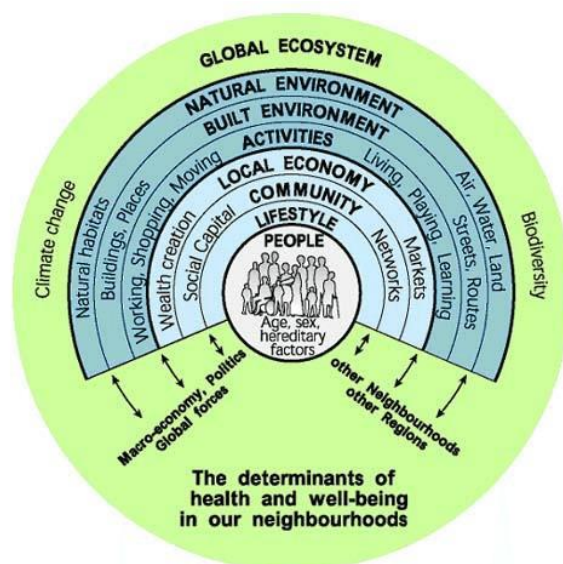 GLOBAL ECOSYSTEM
NATURAL ENVIRONMENT
BUILT ENVIRONMENT
ACTIVITIES
LOCAL ECONOMY
COMMUNITY
LIFESTYLE
PEOPLE
Age, sex,
hereditary
factors
Climate change
Natural habitats
Buildings, Places
Working, Shopping, Moving
Wealth creation
Social Capital
Networks
Markets
Living, Playing, Learning
Streets, Routes
Air, Water, Land
Biodiversity
Macro-economy, Politics
Global forces
other Neighbourhoods
other Regions
The determinants of
health and well-being
in our neighbourhoods